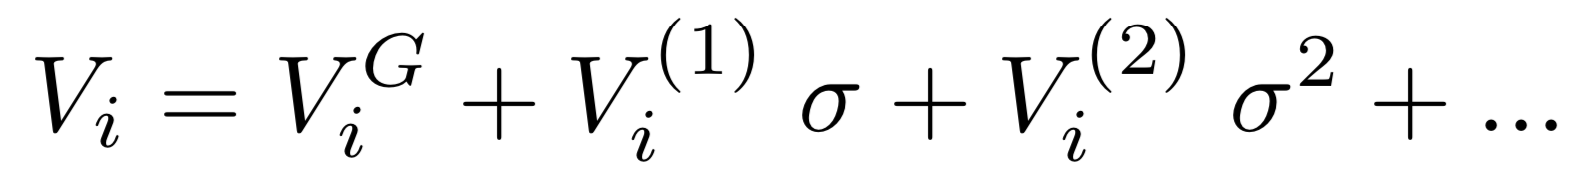 V_i = V_i^G + V_i^{(1)} σ + V_i^{(2)} σ^2 + ...